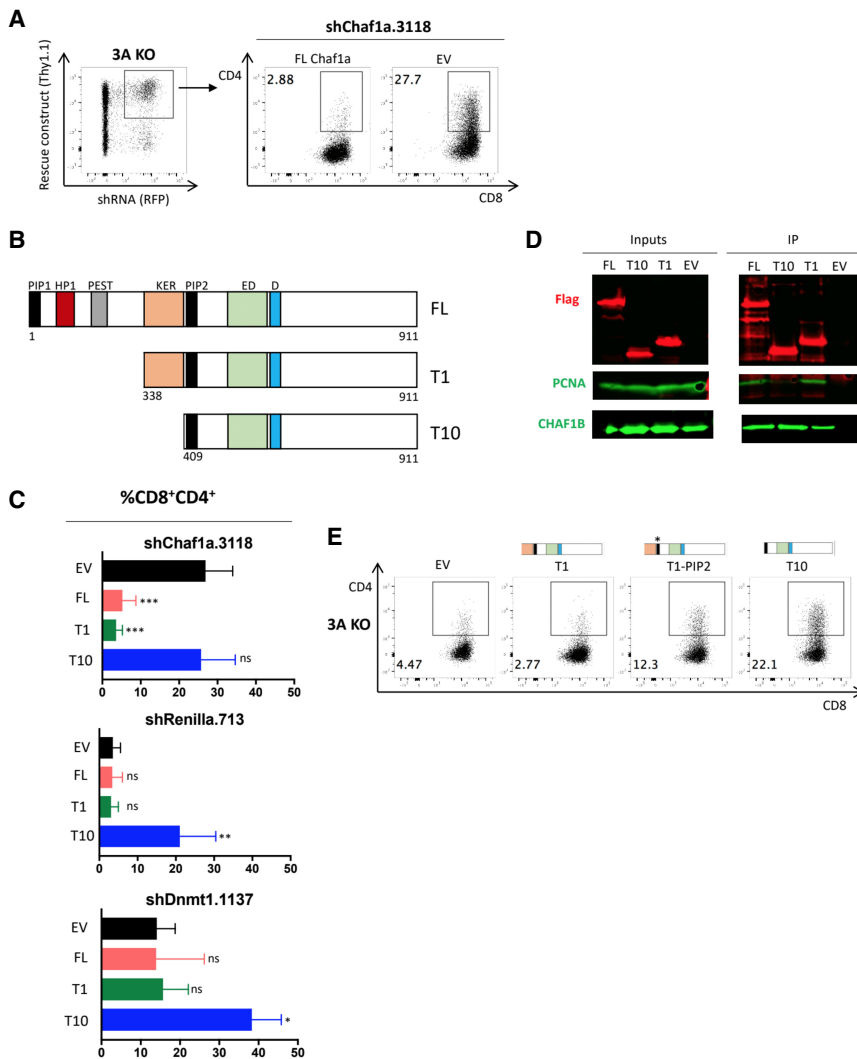 A
shChaf1a.3118
3A KO
FL Chaf1a
EV
Rescue construct (Thy1.1)
CD4
2.88
27.7
shRNA (RFP)
CD8
B
PIP1 HP1 PEST KER PIP2 ED D
FL
1 911
T1
338 911
T10
409 911
D
Inputs IP
FL T10 T1 EV FL T10 T1 EV
Flag
PCNA
CHAF1B
C
%CD8+CD4+
shChaf1a.3118
EV
FL ***
T1 ***
T10 ns
0 10 20 30 40 50
shRenilla.713
EV
FL ns
T1 ns
T10 **
0 10 20 30 40 50
shDnmt1.1137
EV
FL ns
T1 ns
T10 *
0 10 20 30 40 50
E
*
EV T1 T1-PIP2 T10
CD4
3A KO
4.47 2.77 12.3 22.1
CD8